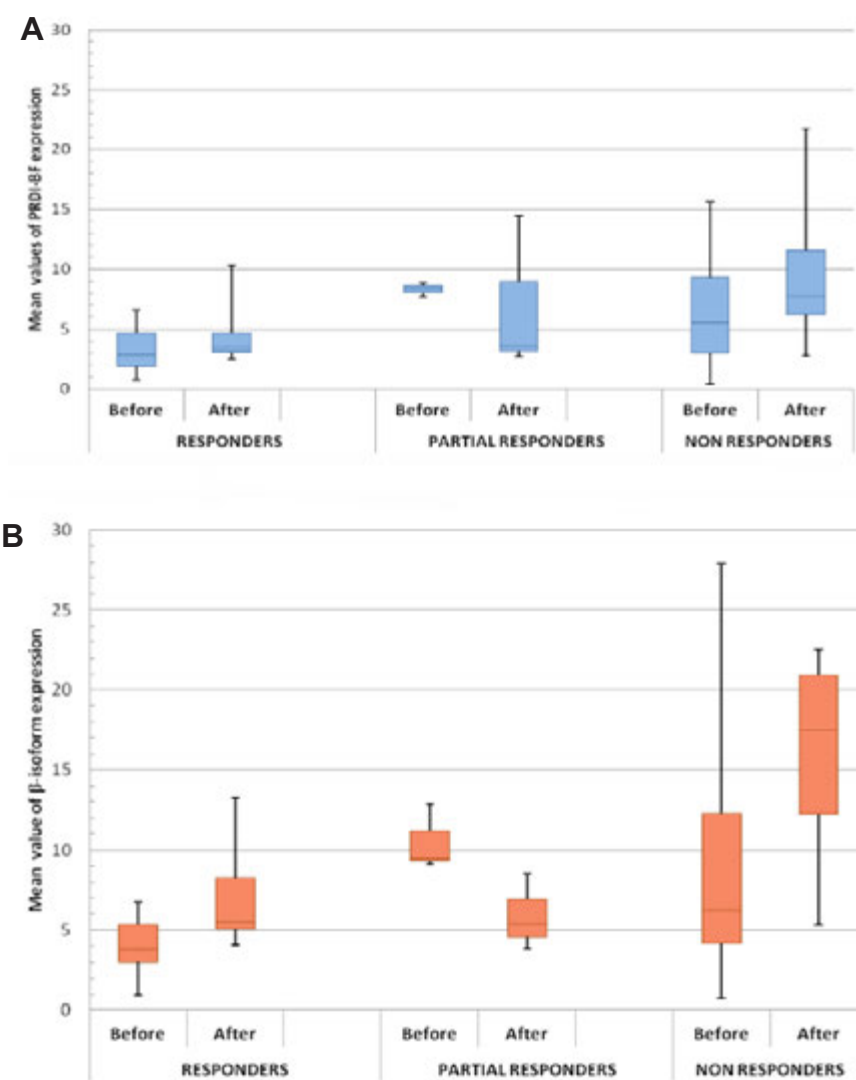 A
Mean values of PRDI-BF expression
30
25
20
15
10
5
0
Before After Before After Before After
RESPONDERS PARTIAL RESPONDERS NON RESPONDERS
B
Mean value of β-isoform expression
30
25
20
15
10
5
0
Before After Before After Before After
RESPONDERS PARTIAL RESPONDERS NON RESPONDERS